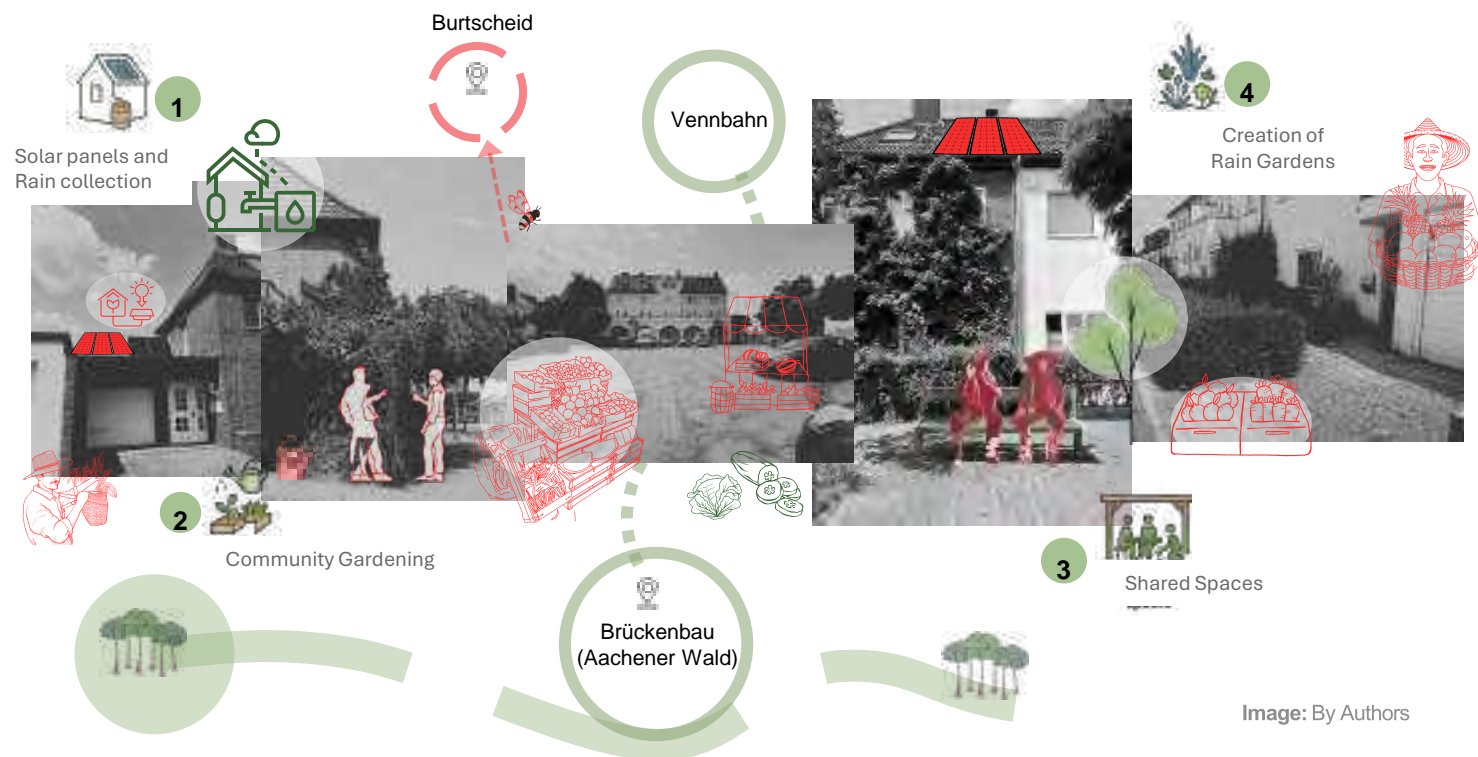 Burtscheid
1
Solar panels and
Rain collection
Vennbahn
4
Creation of
Rain Gardens
2
Community Gardening
3
Shared Spaces
Brückenbau
(Aachener Wald)
Image: By Authors